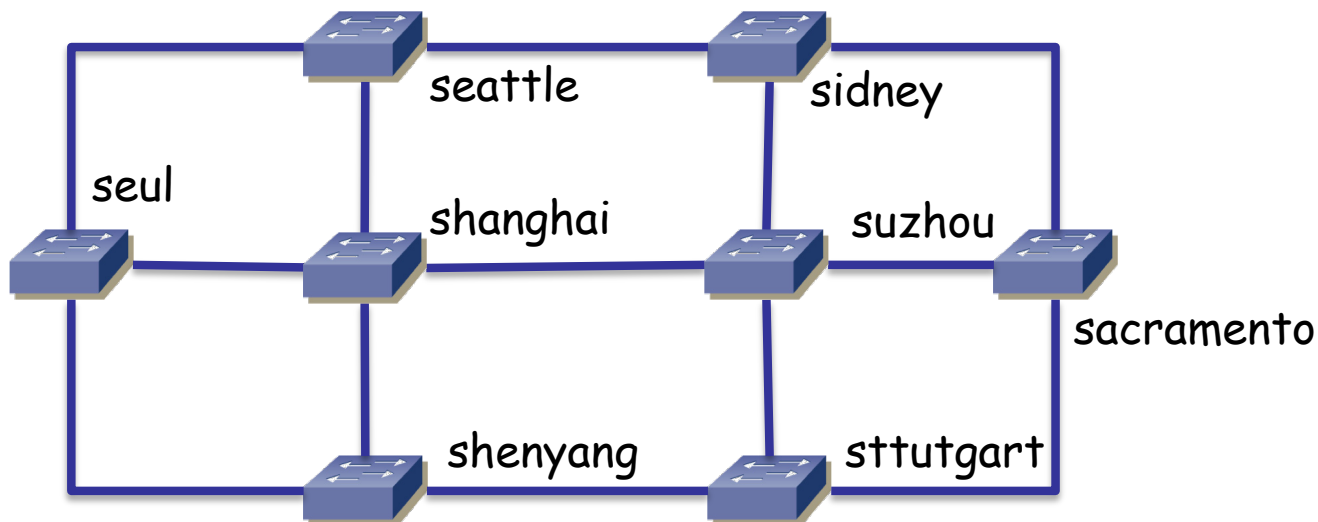 seattle
sidney
seul
shanghai
suzhou
sacramento
shenyang
sttutgart